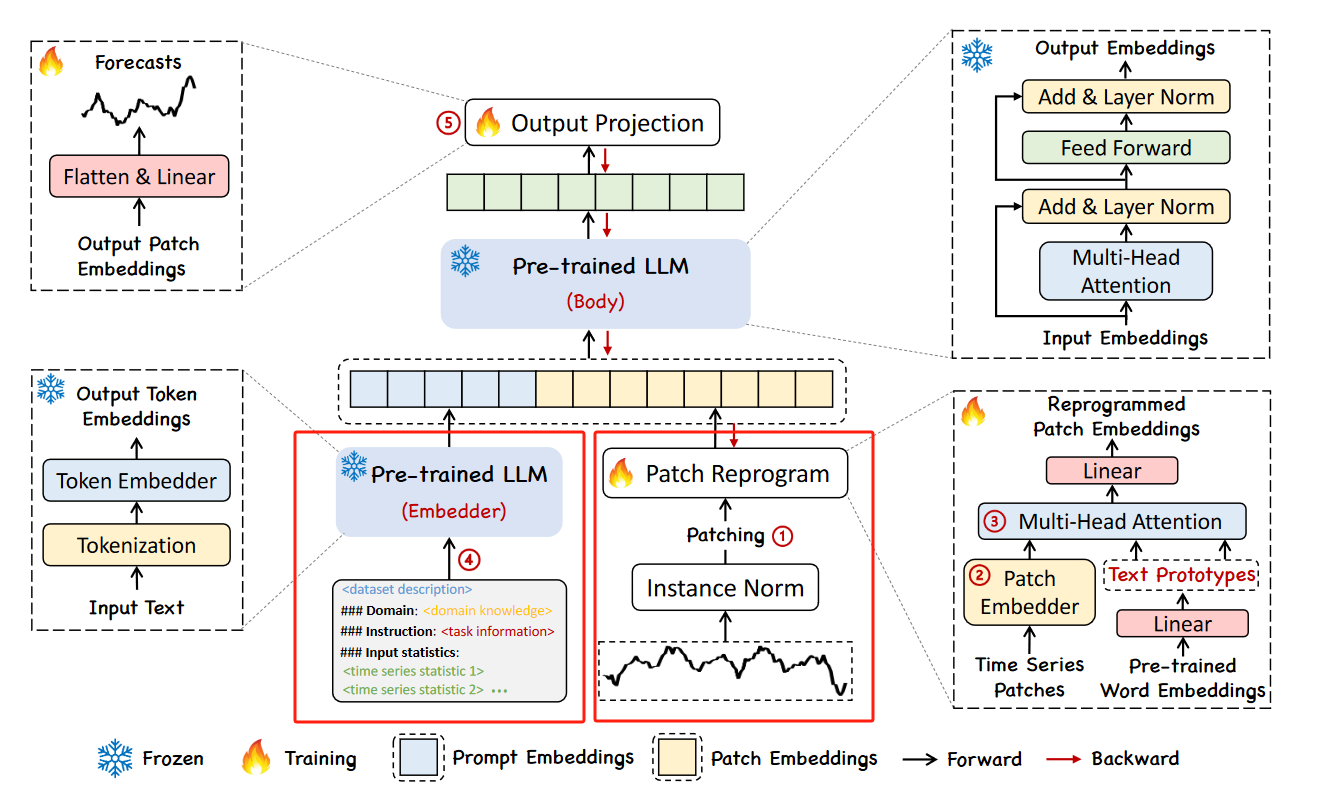 Forecasts
Flatten & Linear
Output Patch
Embeddings
⑤ Output Projection
Pre-trained LLM
(Body)
Output Embeddings
Add & Layer Norm
Feed Forward
Add & Layer Norm
Multi-Head
Attention
Input Embeddings
Output Token
Embeddings
Token Embedder
Tokenization
Input Text
Pre-trained LLM
(Embedder)
④
<dataset description>
### Domain: <domain knowledge>
### Instruction: <task information>
### Input statistics:
<time series statistic 1>
<time series statistic 2> •••
Patch Reprogram
Patching ①
Instance Norm
Reprogrammed
Patch Embeddings
Linear
③ Multi-Head Attention
② Patch
Embedder
Text Prototypes
Linear
Time Series
Patches
Pre-trained
Word Embeddings
Frozen
Training
Prompt Embeddings
Patch Embeddings
Forward
Backward